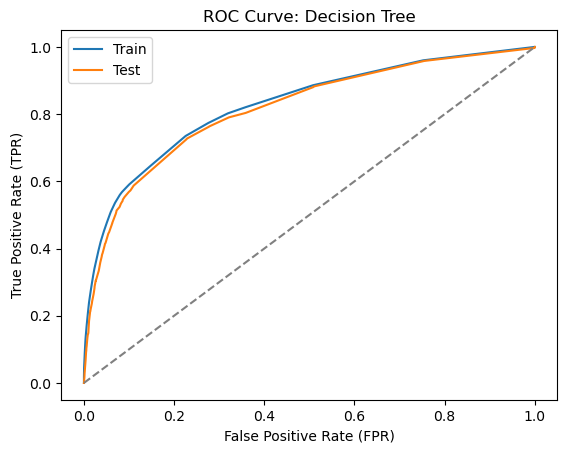 ROC Curve: Decision Tree
Train
Test
True Positive Rate (TPR)
1.0
0.8
0.6
0.4
0.2
0.0
0.0 0.2 0.4 0.6 0.8 1.0
False Positive Rate (FPR)